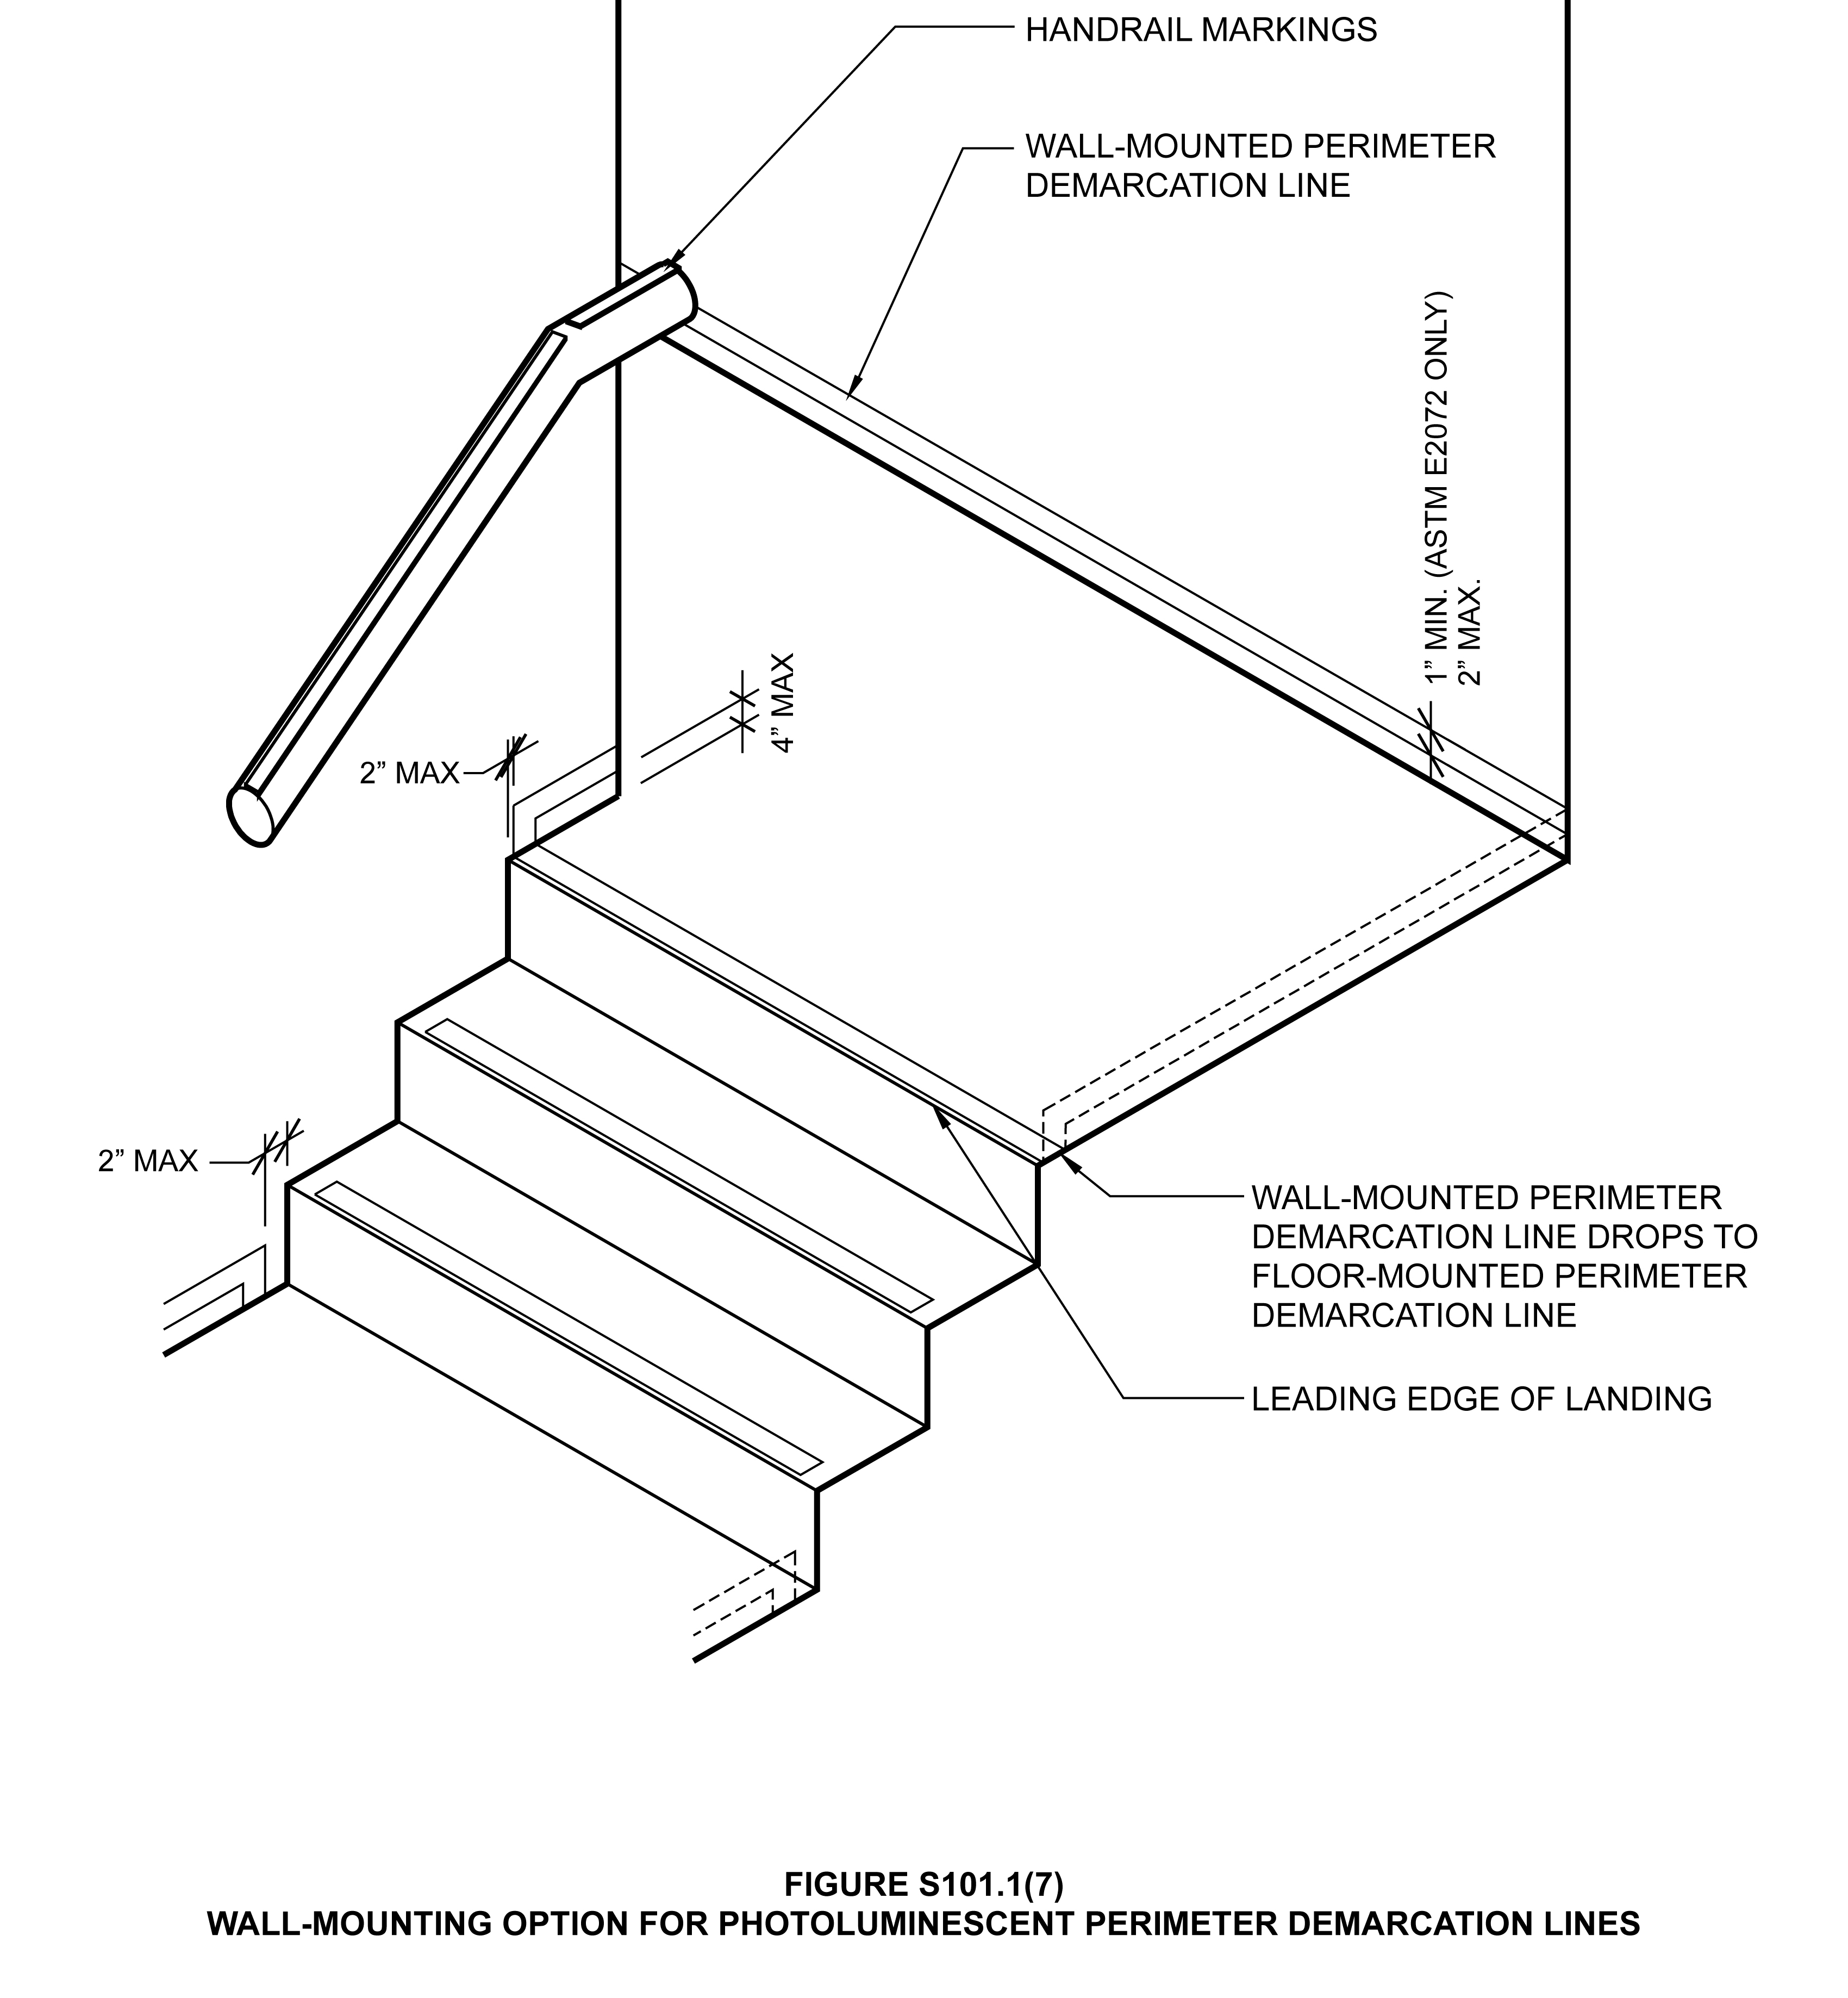 HANDRAIL MARKINGS
WALL-MOUNTED PERIMETER
DEMARCATION LINE
1” MIN. (ASTM E2072 ONLY)
2” MAX.
4” MAX
2” MAX
2” MAX
WALL-MOUNTED PERIMETER
DEMARCATION LINE DROPS TO
FLOOR-MOUNTED PERIMETER
DEMARCATION LINE
LEADING EDGE OF LANDING
FIGURE S101.1(7)
WALL-MOUNTING OPTION FOR PHOTOLUMINESCENT PERIMETER DEMARCATION LINES